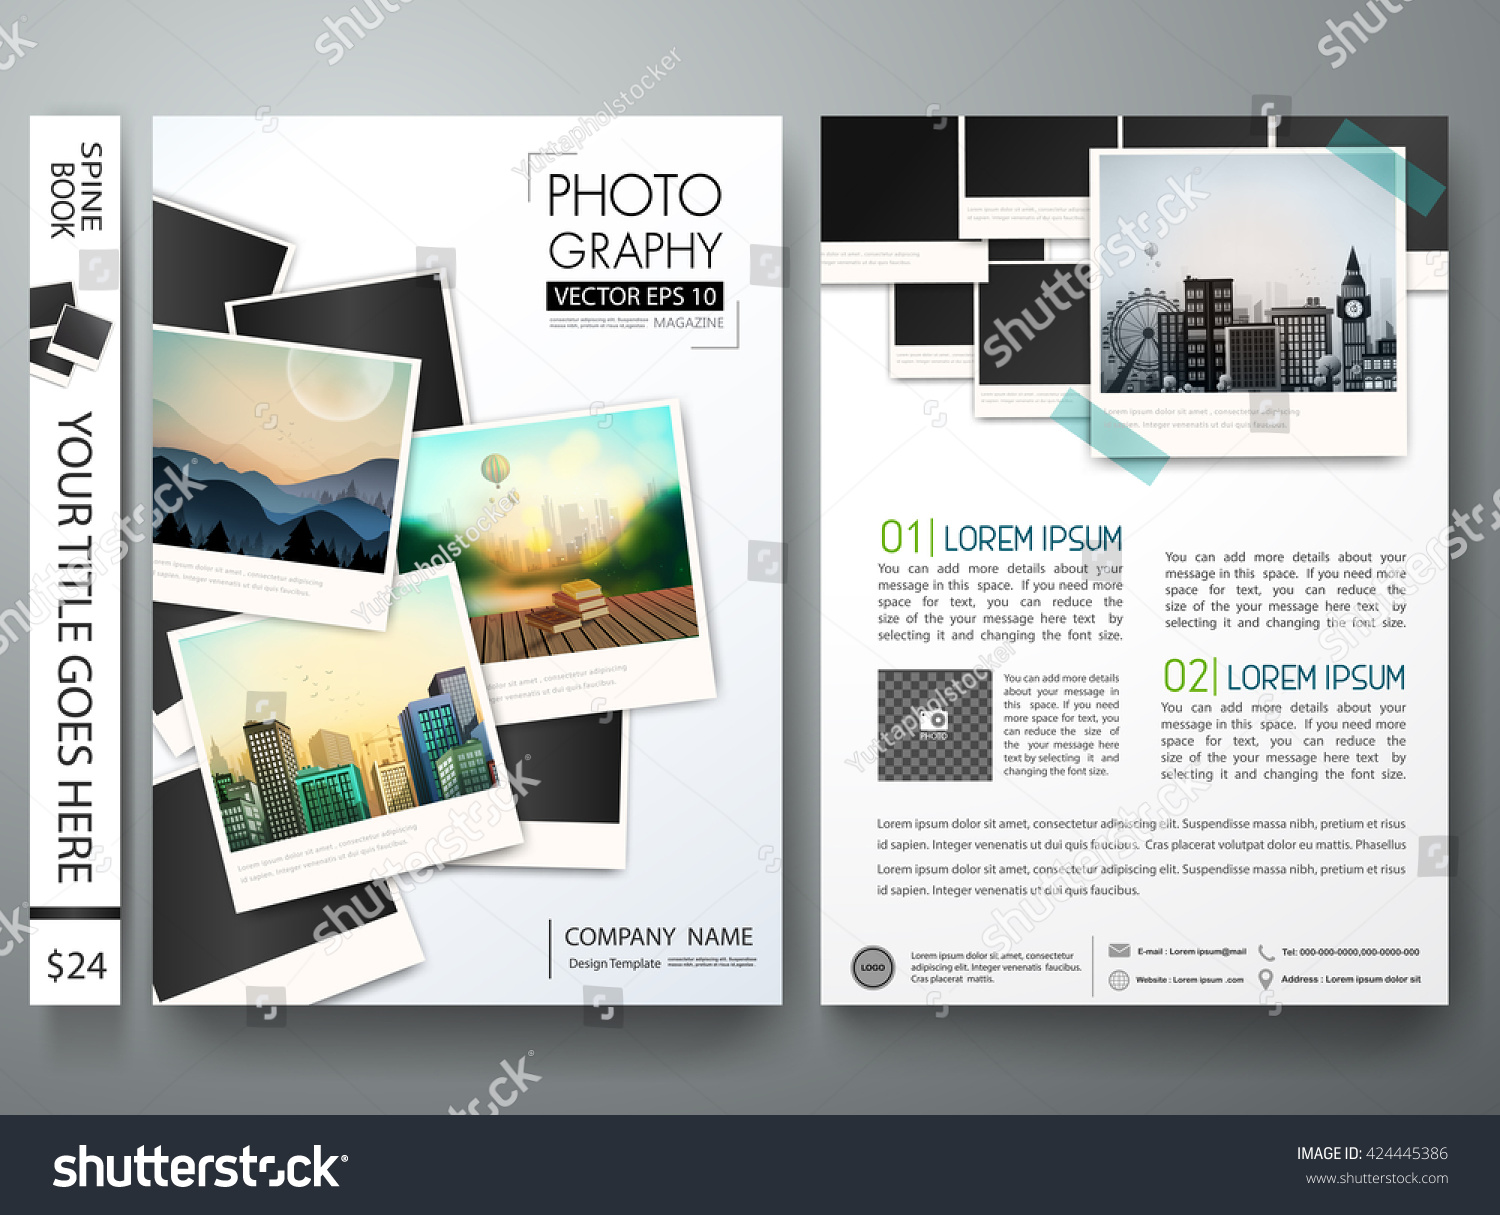 SPINE
BOOK
YOUR TITLE GOES HERE
$24
PHOTO
GRAPHY
VECTOR EPS 10
consectetur adipiscing elit. Suspendisse
massa nibh, pretium et risus id,egestas
MAGAZINE
lorem ipsum dolor sit amet , consectetur adipiscing
id sapien. Integer venenatis ut dui quis faucibus.
dolor sit amet , consectetur adipiscing
venenatis ut dui quis faucibus.
Lorem ipsum dolor sit amet , consectetur adipiscing
id sapien. Integer venenatis ut dui quis faucibus.
COMPANY NAME
Design Template
Lorem ipsum dolor sit amet , consectetur adipiscing
id sapien. Integer venenatis ut dui quis faucibus.
01 LOREM IPSUM
You can add more details about your
message in this space. If you need more
space for text, you can reduce the
size of the your message here text by
selecting it and changing the font size.
PHOTO
You can add more details
about your message in
this space. If you need
more space for text, you
can reduce the size of
the your message here
text by selecting it and
changing the font size.
You can add more details about your
message in this space. If you need more
space for text, you can reduce the
size of the your message here text by
selecting it and changing the font size.
02 LOREM IPSUM
You can add more details about your
message in this space. If you need more
space for text, you can reduce the
size of the your message here text by
selecting it and changing the font size.
Lorem ipsum dolor sit amet, consectetur adipiscing elit. Suspendisse massa nibh, pretium et risus
id sapien. Integer venenatis ut dui quis faucibus. Cras placerat volutpat dolor eu mattis. Phasellus
Lorem ipsum dolor sit amet, consectetur adipiscing elit. Suspendisse massa nibh, pretium et risus
id sapien. Integer venenatis ut dui quis faucibus.
LOGO
Lorem ipsum dolor sit amet, consectetur
adipiscing elit. Suspendisse venenatis dui quis faucibus.
Cras placerat mattis.
E-mail : Lorem ipsum@mail
Website : Lorem ipsum .com
Tel: 000-000-0000,000-0000-000
Address : Lorem ipsum dolor sit
shutterstock
Yuttapholstocker
IMAGE ID: 424445386
www.shutterstock.com